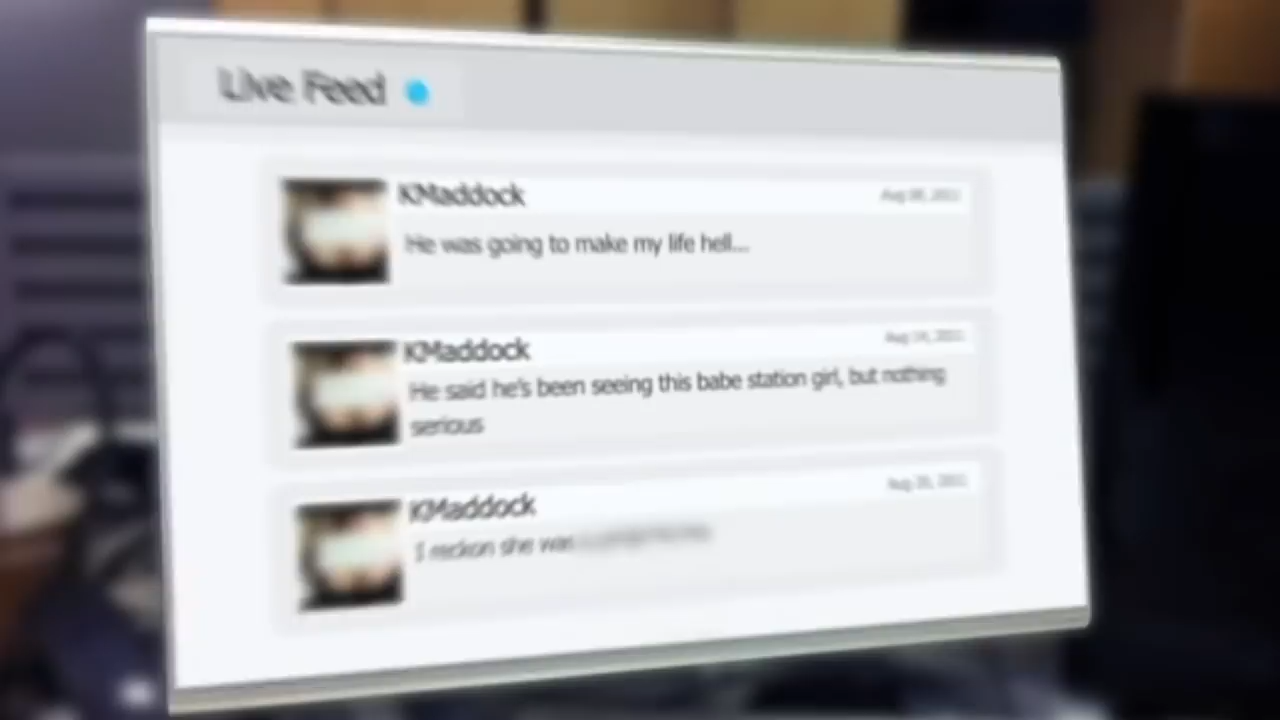 Live Feed
KMaddock
He was going to make my life hell...
KMaddock
He said he's been seeing this babe station girl, but nothing
serious
KMaddock
I reckon she was